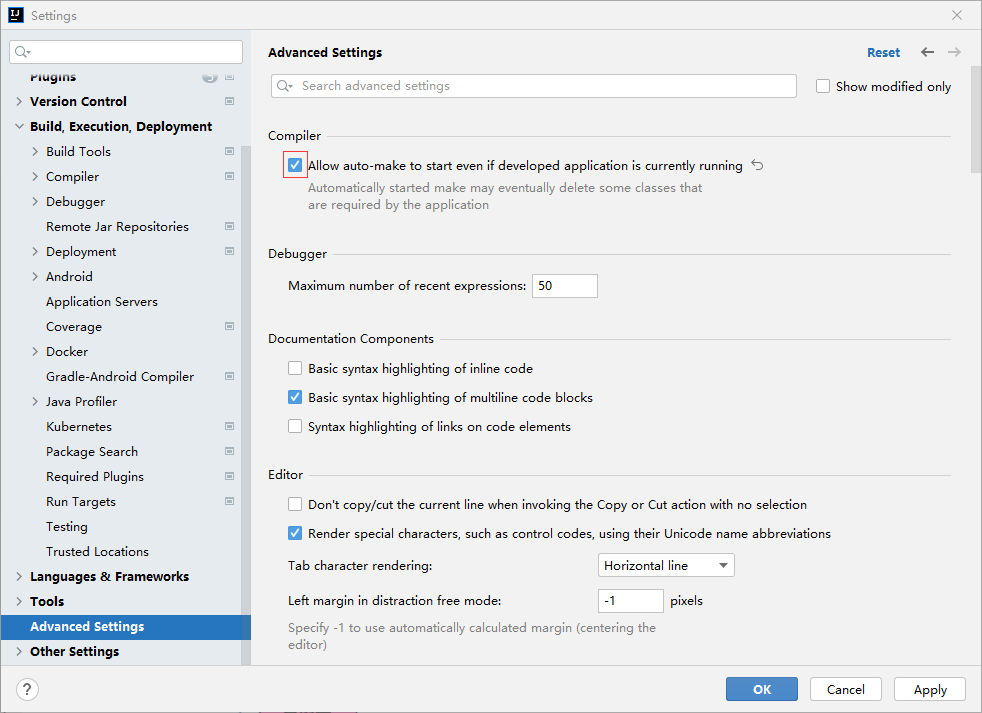 Settings
Plugins
Version Control
Build, Execution, Deployment
Build Tools
Compiler
Debugger
Remote Jar Repositories
Deployment
Android
Application Servers
Coverage
Docker
Gradle-Android Compiler
Java Profiler
Kubernetes
Package Search
Required Plugins
Run Targets
Testing
Trusted Locations
Languages & Frameworks
Tools
Advanced Settings
Other Settings
Advanced Settings
Reset
Search advanced settings
Show modified only
Compiler
Allow auto-make to start even if developed application is currently running
Automatically started make may eventually delete some classes that
are required by the application
Debugger
Maximum number of recent expressions: 50
Documentation Components
Basic syntax highlighting of inline code
Basic syntax highlighting of multiline code blocks
Syntax highlighting of links on code elements
Editor
Don't copy/cut the current line when invoking the Copy or Cut action with no selection
Render special characters, such as control codes, using their Unicode name abbreviations
Tab character rendering: Horizontal line
Left margin in distraction free mode: -1 pixels
Specify -1 to use automatically calculated margin (centering the
editor)
?
OK
Cancel
Apply